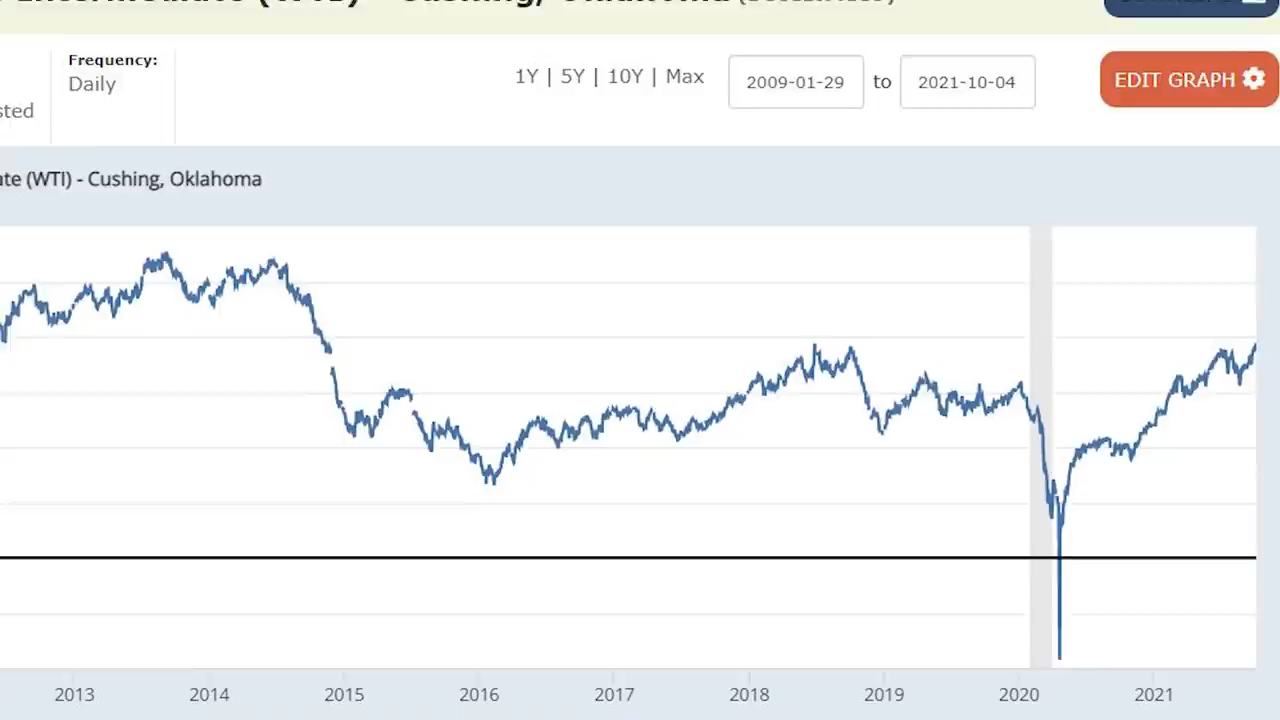 Frequency:
Daily
sted
1Y | 5Y | 10Y | Max
2009-01-29 to 2021-10-04
EDIT GRAPH
ate (WTI) - Cushing, Oklahoma
2013 2014 2015 2016 2017 2018 2019 2020 2021